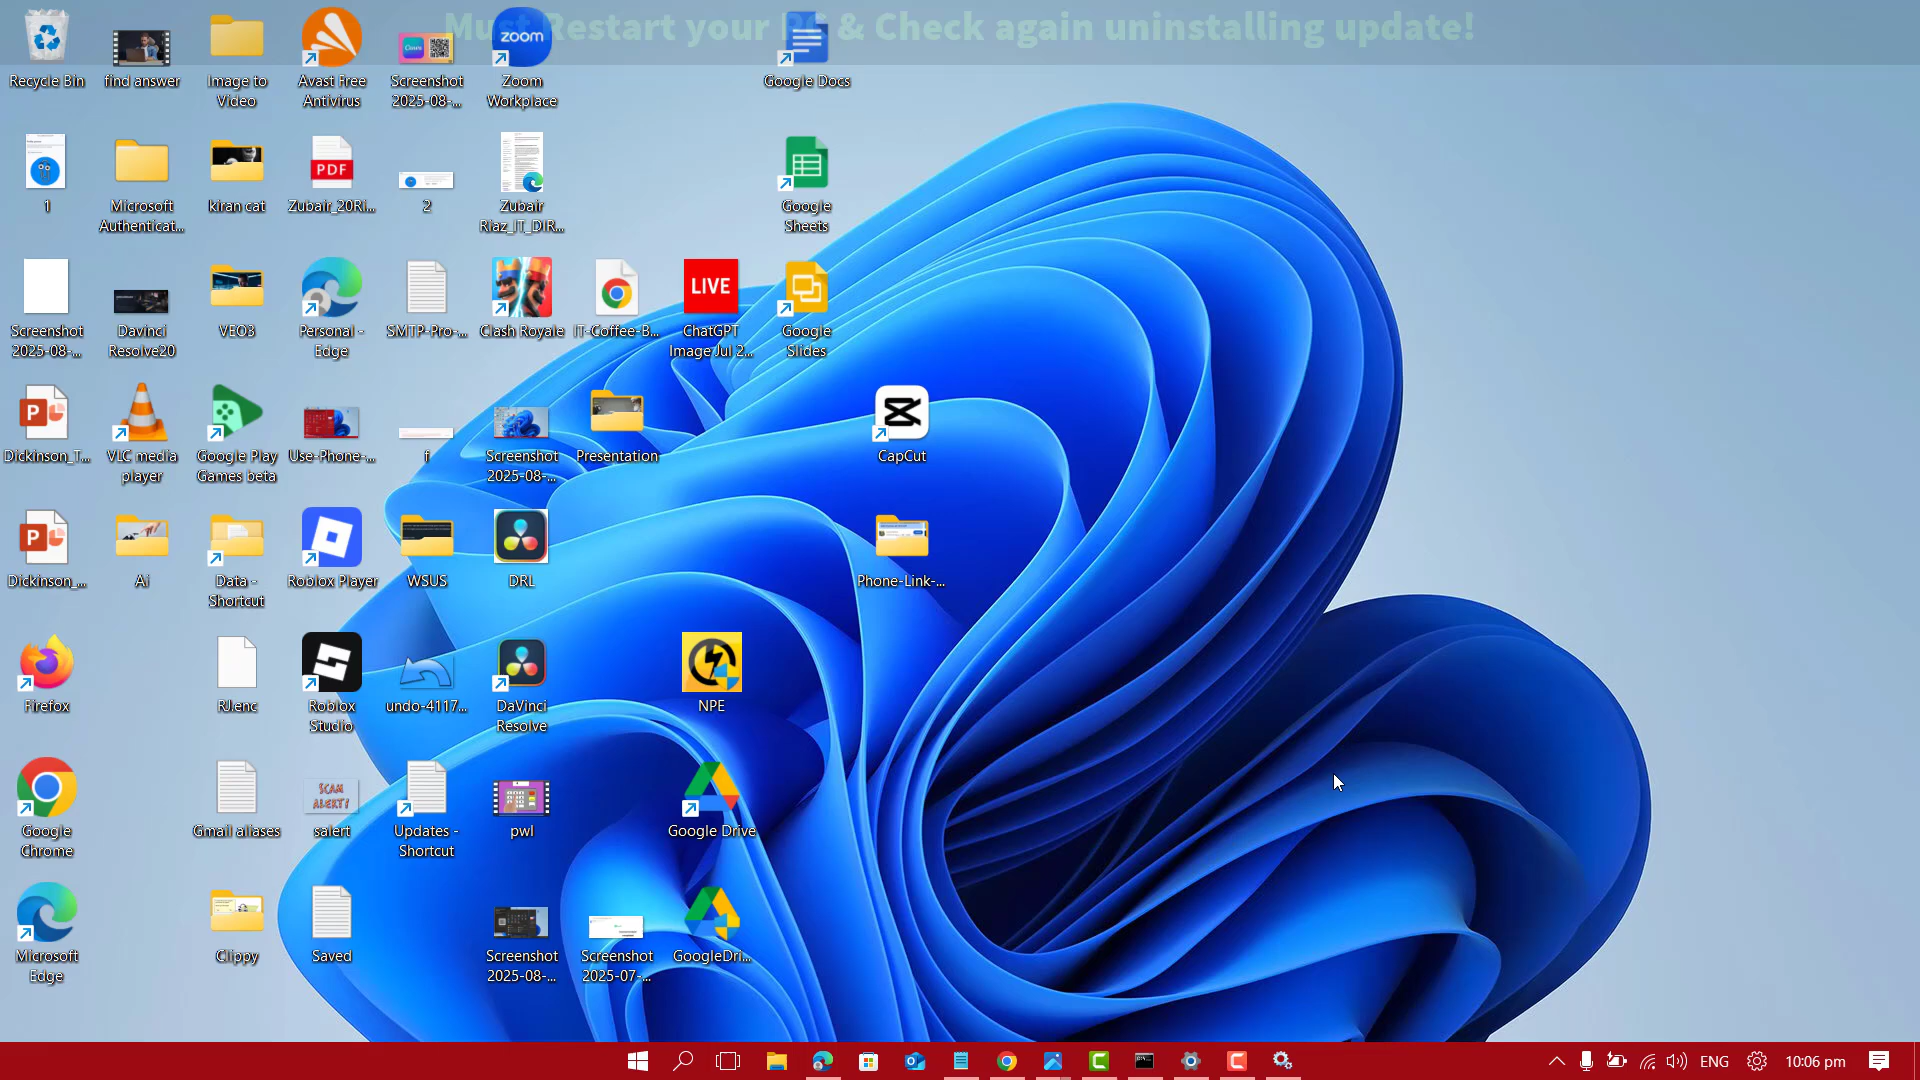 Must Restart your PC & Check again uninstalling update!
Recycle Bin
find answer
Image to
Video
Avast Free
Antivirus
Screenshot
2025-08-...
zoom
Zoom
Workplace
Google Docs
1
Microsoft
Authenticat...
kiran cat
PDF
Zubair_20Ri...
2
Zubair
Riaz_IT_DIR...
Google
Sheets
Screenshot
2025-08-...
Davinci
Resolve20
VEO3
Personal -
Edge
SMTP-Pro-...
Clash Royale
IT-Coffee-B...
LIVE
ChatGPT
Image Jul 2...
Google
Slides
Dickinson_T...
VLC media
player
Google Play
Games beta
Use-Phone-...
f
Screenshot
2025-08-...
Presentation
CapCut
Dickinson_...
Ai
Data -
Shortcut
Roblox Player
WSUS
DRL
Phone-Link-...
Firefox
RJ.enc
Roblox
Studio
undo-4117...
DaVinci
Resolve
NPE
Google
Chrome
Gmail aliases
SCAM
ALERT!
salert
Updates -
Shortcut
pwl
Google Drive
Microsoft
Edge
Clippy
Saved
Screenshot
2025-08-...
Screenshot
2025-07-...
GoogleDri...
ENG
10:06 pm